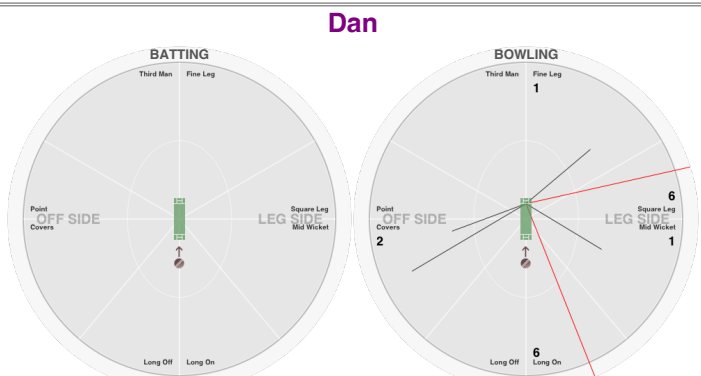 Dan
BATTING
Third Man Fine Leg
Point
OFF SIDE
Covers
Square Leg
LEG SIDE
Mid Wicket
Long Off Long On
BOWLING
Third Man Fine Leg
1
Point
OFF SIDE
Covers
2
6
Square Leg
LEG SIDE
Mid Wicket
1
6
Long Off Long On